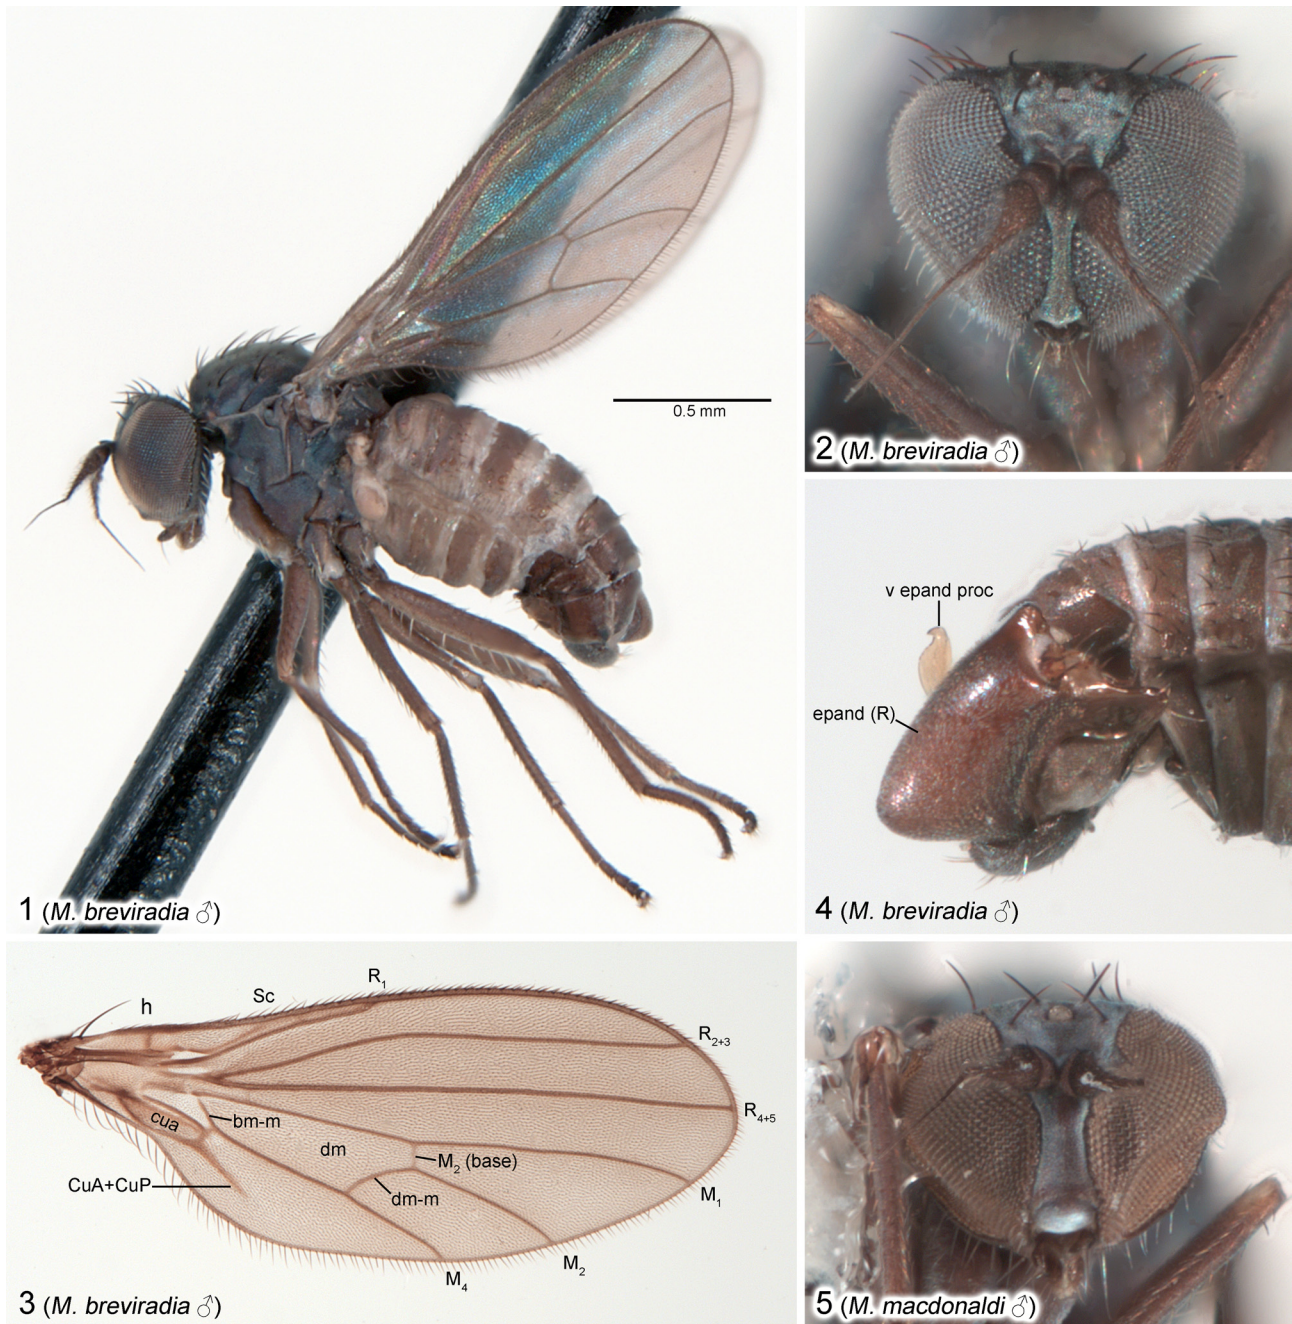 0.5 mm
1 (M. breviradia ♂)
2 (M. breviradia ♂)
v epand proc
epand (R)
4 (M. breviradia ♂)
h
Sc
R1
R2+3
R4+5
cua
bm-m
dm
M2 (base)
CuA+CuP
dm-m
M1
M2
M4
3 (M. breviradia ♂)
5 (M. macdonaldi ♂)